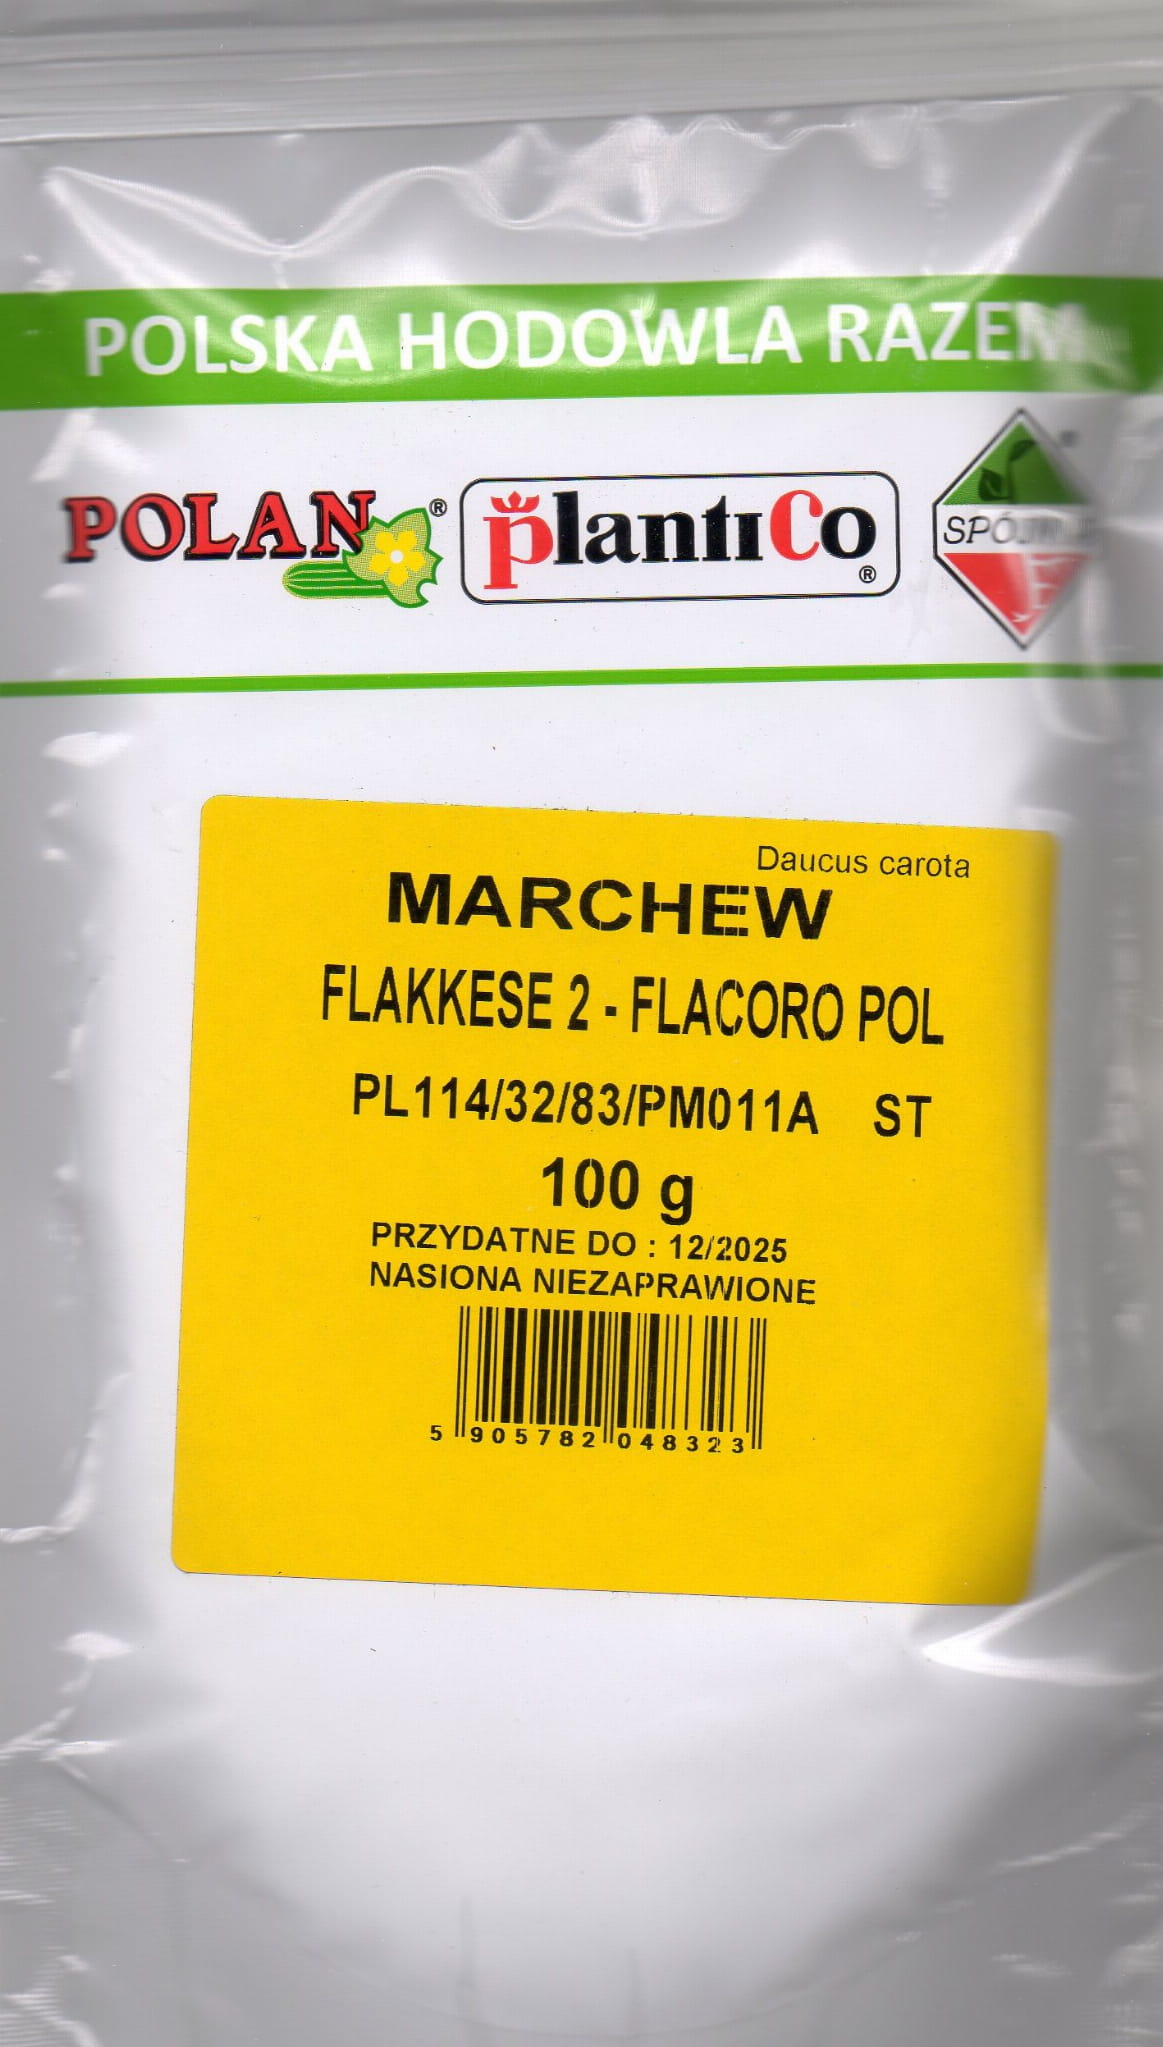 POLSKA HODOWLA RAZEM
POLAN® plantiCo® SPÓJNIA
Daucus carota
MARCHEW
FLAKKESE 2 - FLACORO POL
PL114/32/83/PM011A ST
100 g
PRZYDATNE DO : 12/2025
NASIONA NIEZAPRAWIONE
5 905782 048323